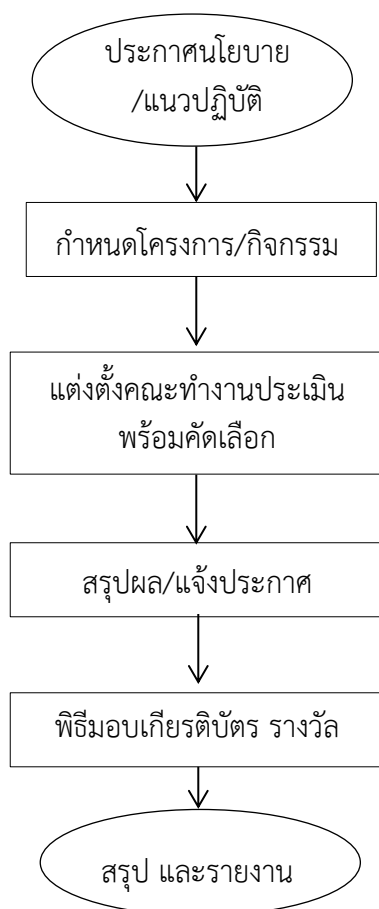 ประกาศนโยบาย
/แนวปฏิบัติ
กำหนดโครงการ/กิจกรรม
แต่งตั้งคณะทำงานประเมิน
พร้อมคัดเลือก
สรุปผล/แจ้งประกาศ
พิธีมอบเกียรติบัตร รางวัล
สรุป และรายงาน